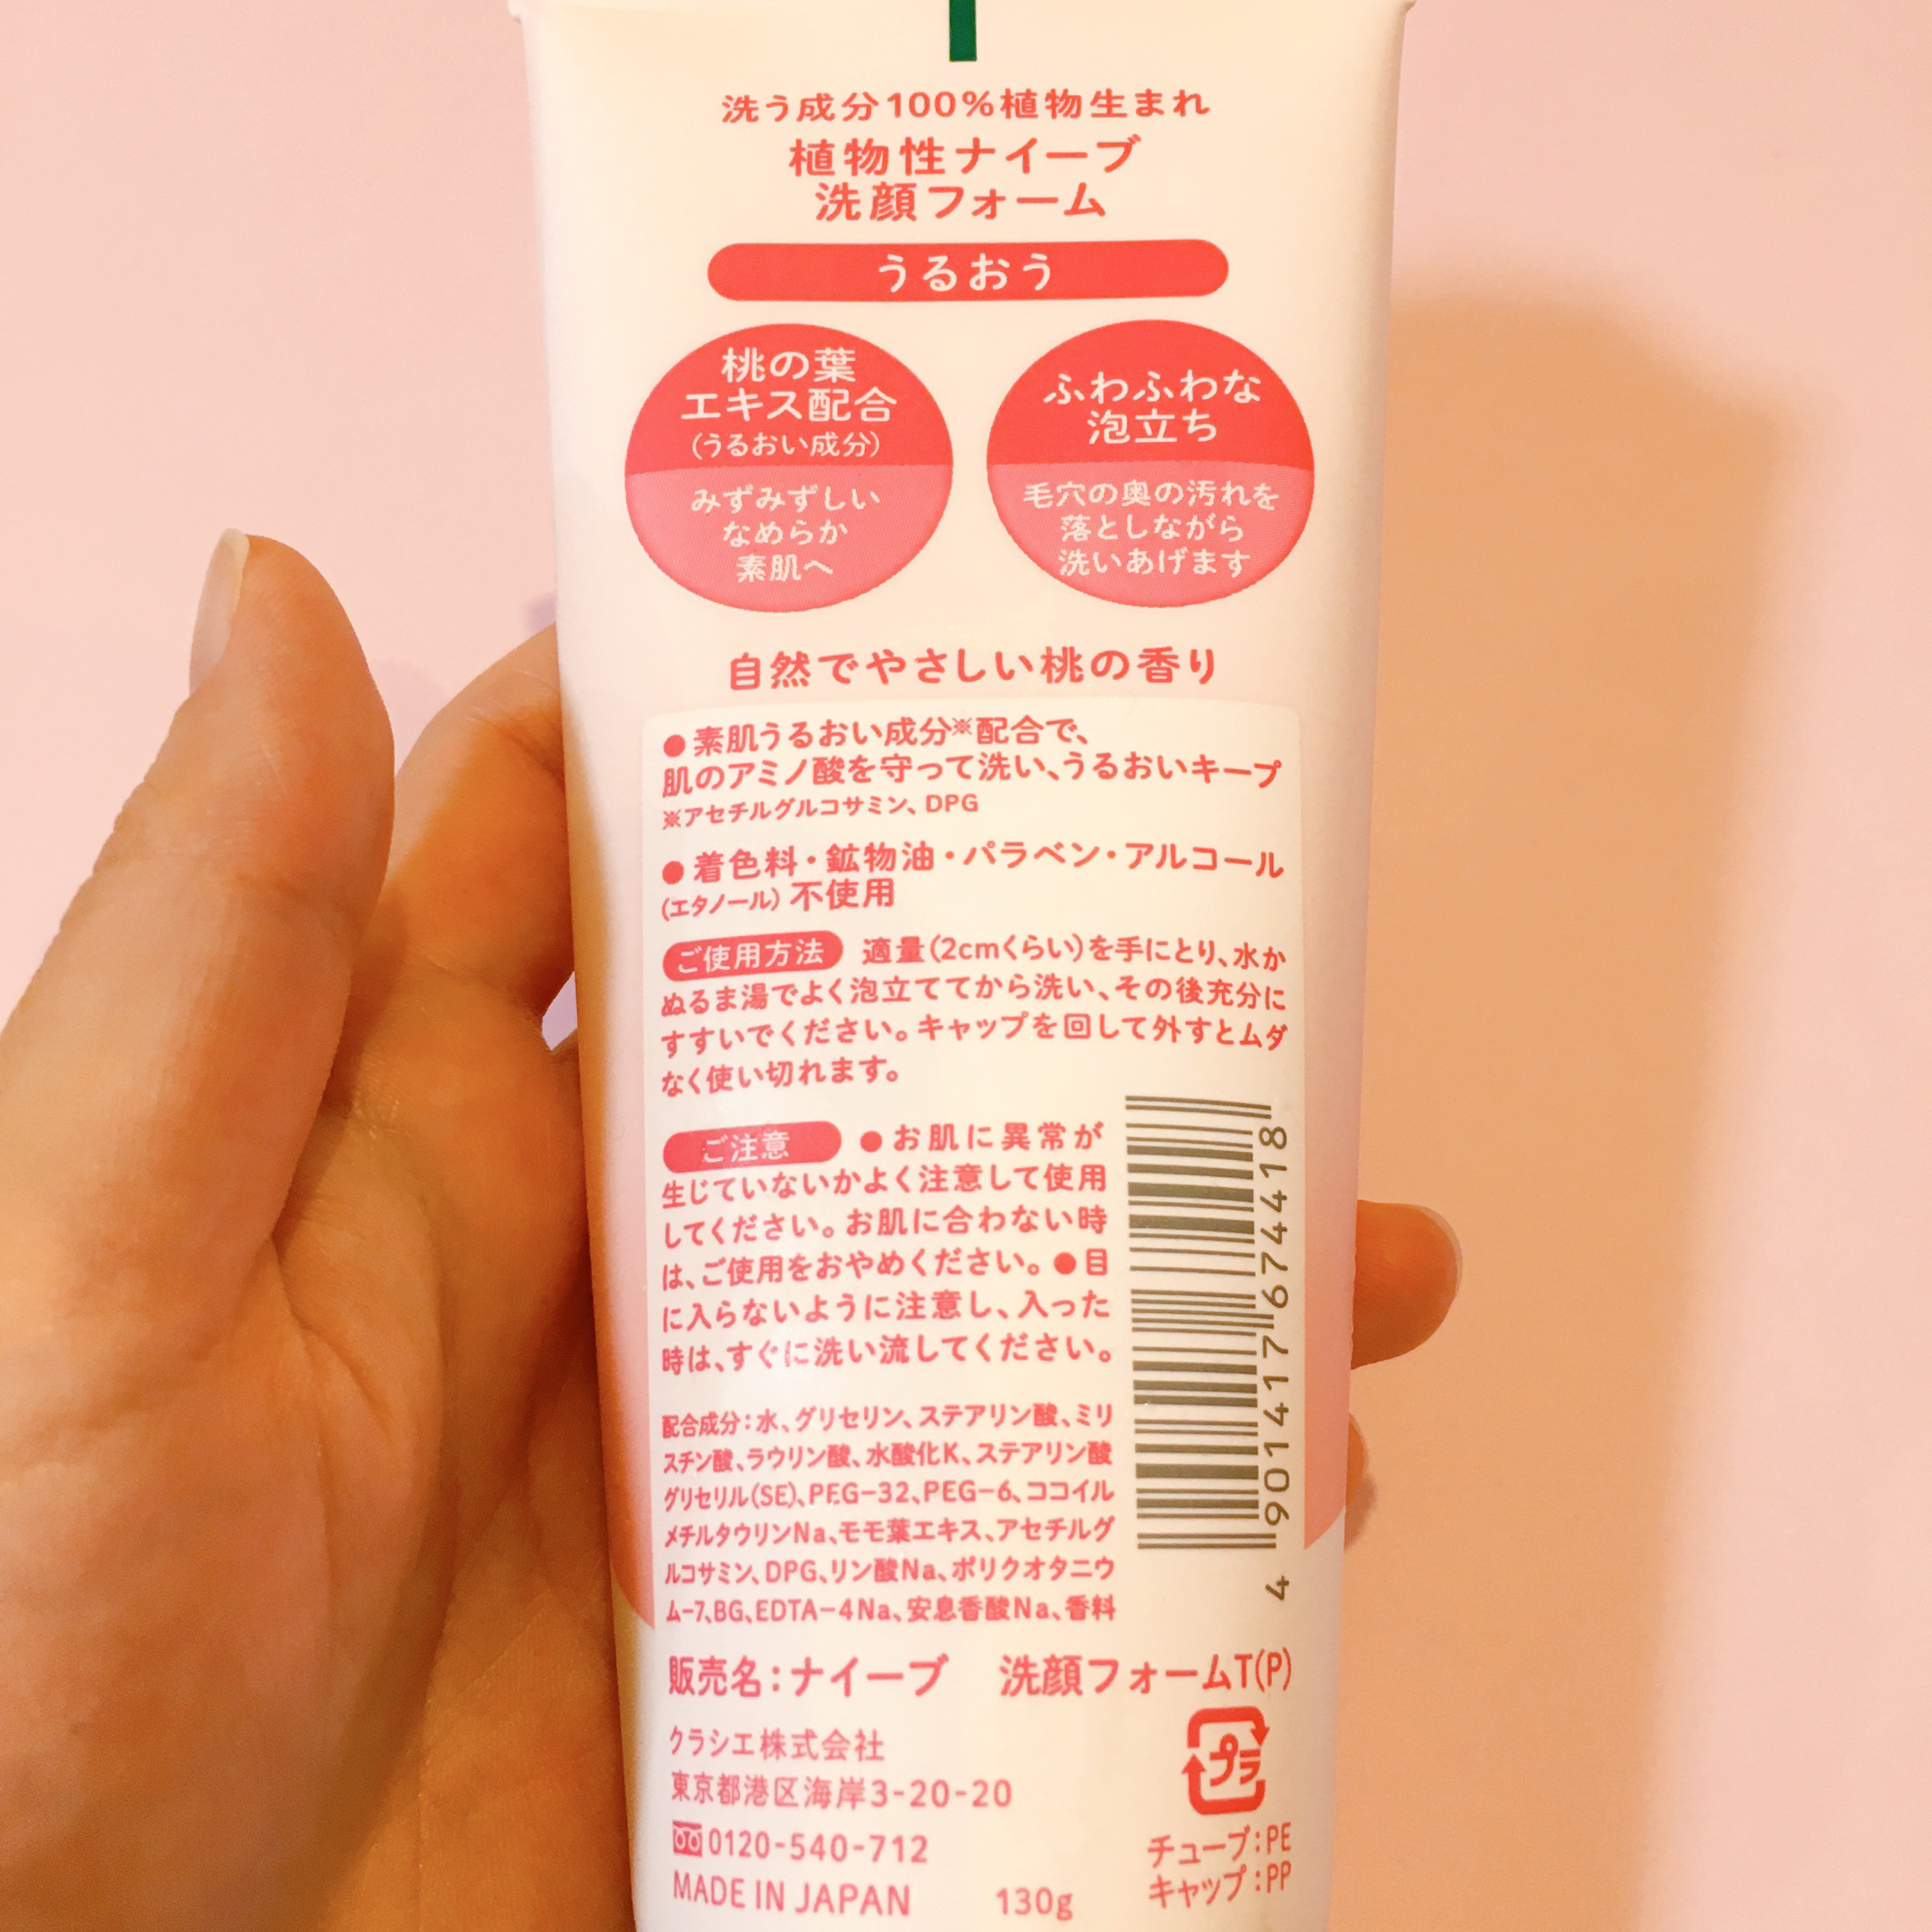 洗う成分100%植物生まれ
植物性ナイーブ
洗顔フォーム
うるおう
桃の葉
エキス配合
(うるおい成分)
みずみずしい
なめらか
素肌へ
ふわふわな
泡立ち
毛穴の奥の汚れを
落としながら
洗いあげます
自然でやさしい桃の香り
●素肌うるおい成分※配合で、
肌のアミノ酸を守って洗い、うるおいキープ
※アセチルグルコサミン、DPG
●着色料・鉱物油・パラベン・アルコール
(エタノール)不使用
ご使用方法 適量(2cmくらい)を手にとり、水か
ぬるま湯でよく泡立ててから洗い、その後充分に
すすいでください。キャップを回して外すとムダ
なく使い切れます。
ご注意 ●お肌に異常が
生じていないかよく注意して使用
してください。お肌に合わない時
は、ご使用をおやめください。●目
に入らないように注意し、入った
時は、すぐに洗い流してください。
配合成分:水、グリセリン、ステアリン酸、ミリ
スチン酸、ラウリン酸、水酸化K、ステアリン酸
グリセリル(SE)、PEG-32、PEG-6、ココイル
メチルタウリンNa、モモ葉エキス、アセチルグ
ルコサミン、DPG、リン酸Na、ポリクオタニウ
ム-7、BG、EDTA-4Na、安息香酸Na、香料
4 901417 674418
販売名:ナイーブ 洗顔フォームT(P)
クラシエ株式会社
東京都港区海岸3-20-20
0120-540-712
MADE IN JAPAN 130g
プラ
チューブ:PE
キャップ:PP